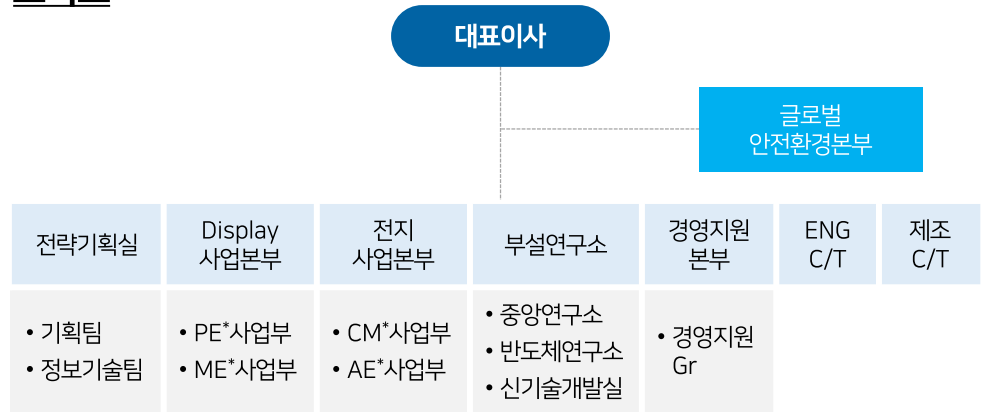 대표이사
글로벌
안전환경본부
전략기획실
Display
사업본부
전지
사업본부
부설연구소
경영지원
본부
ENG
C/T
제조
C/T
• 기획팀
• 정보기술팀
• PE*사업부
• ME*사업부
• CM*사업부
• AE*사업부
• 중앙연구소
• 반도체연구소
• 신기술개발실
• 경영지원
Gr